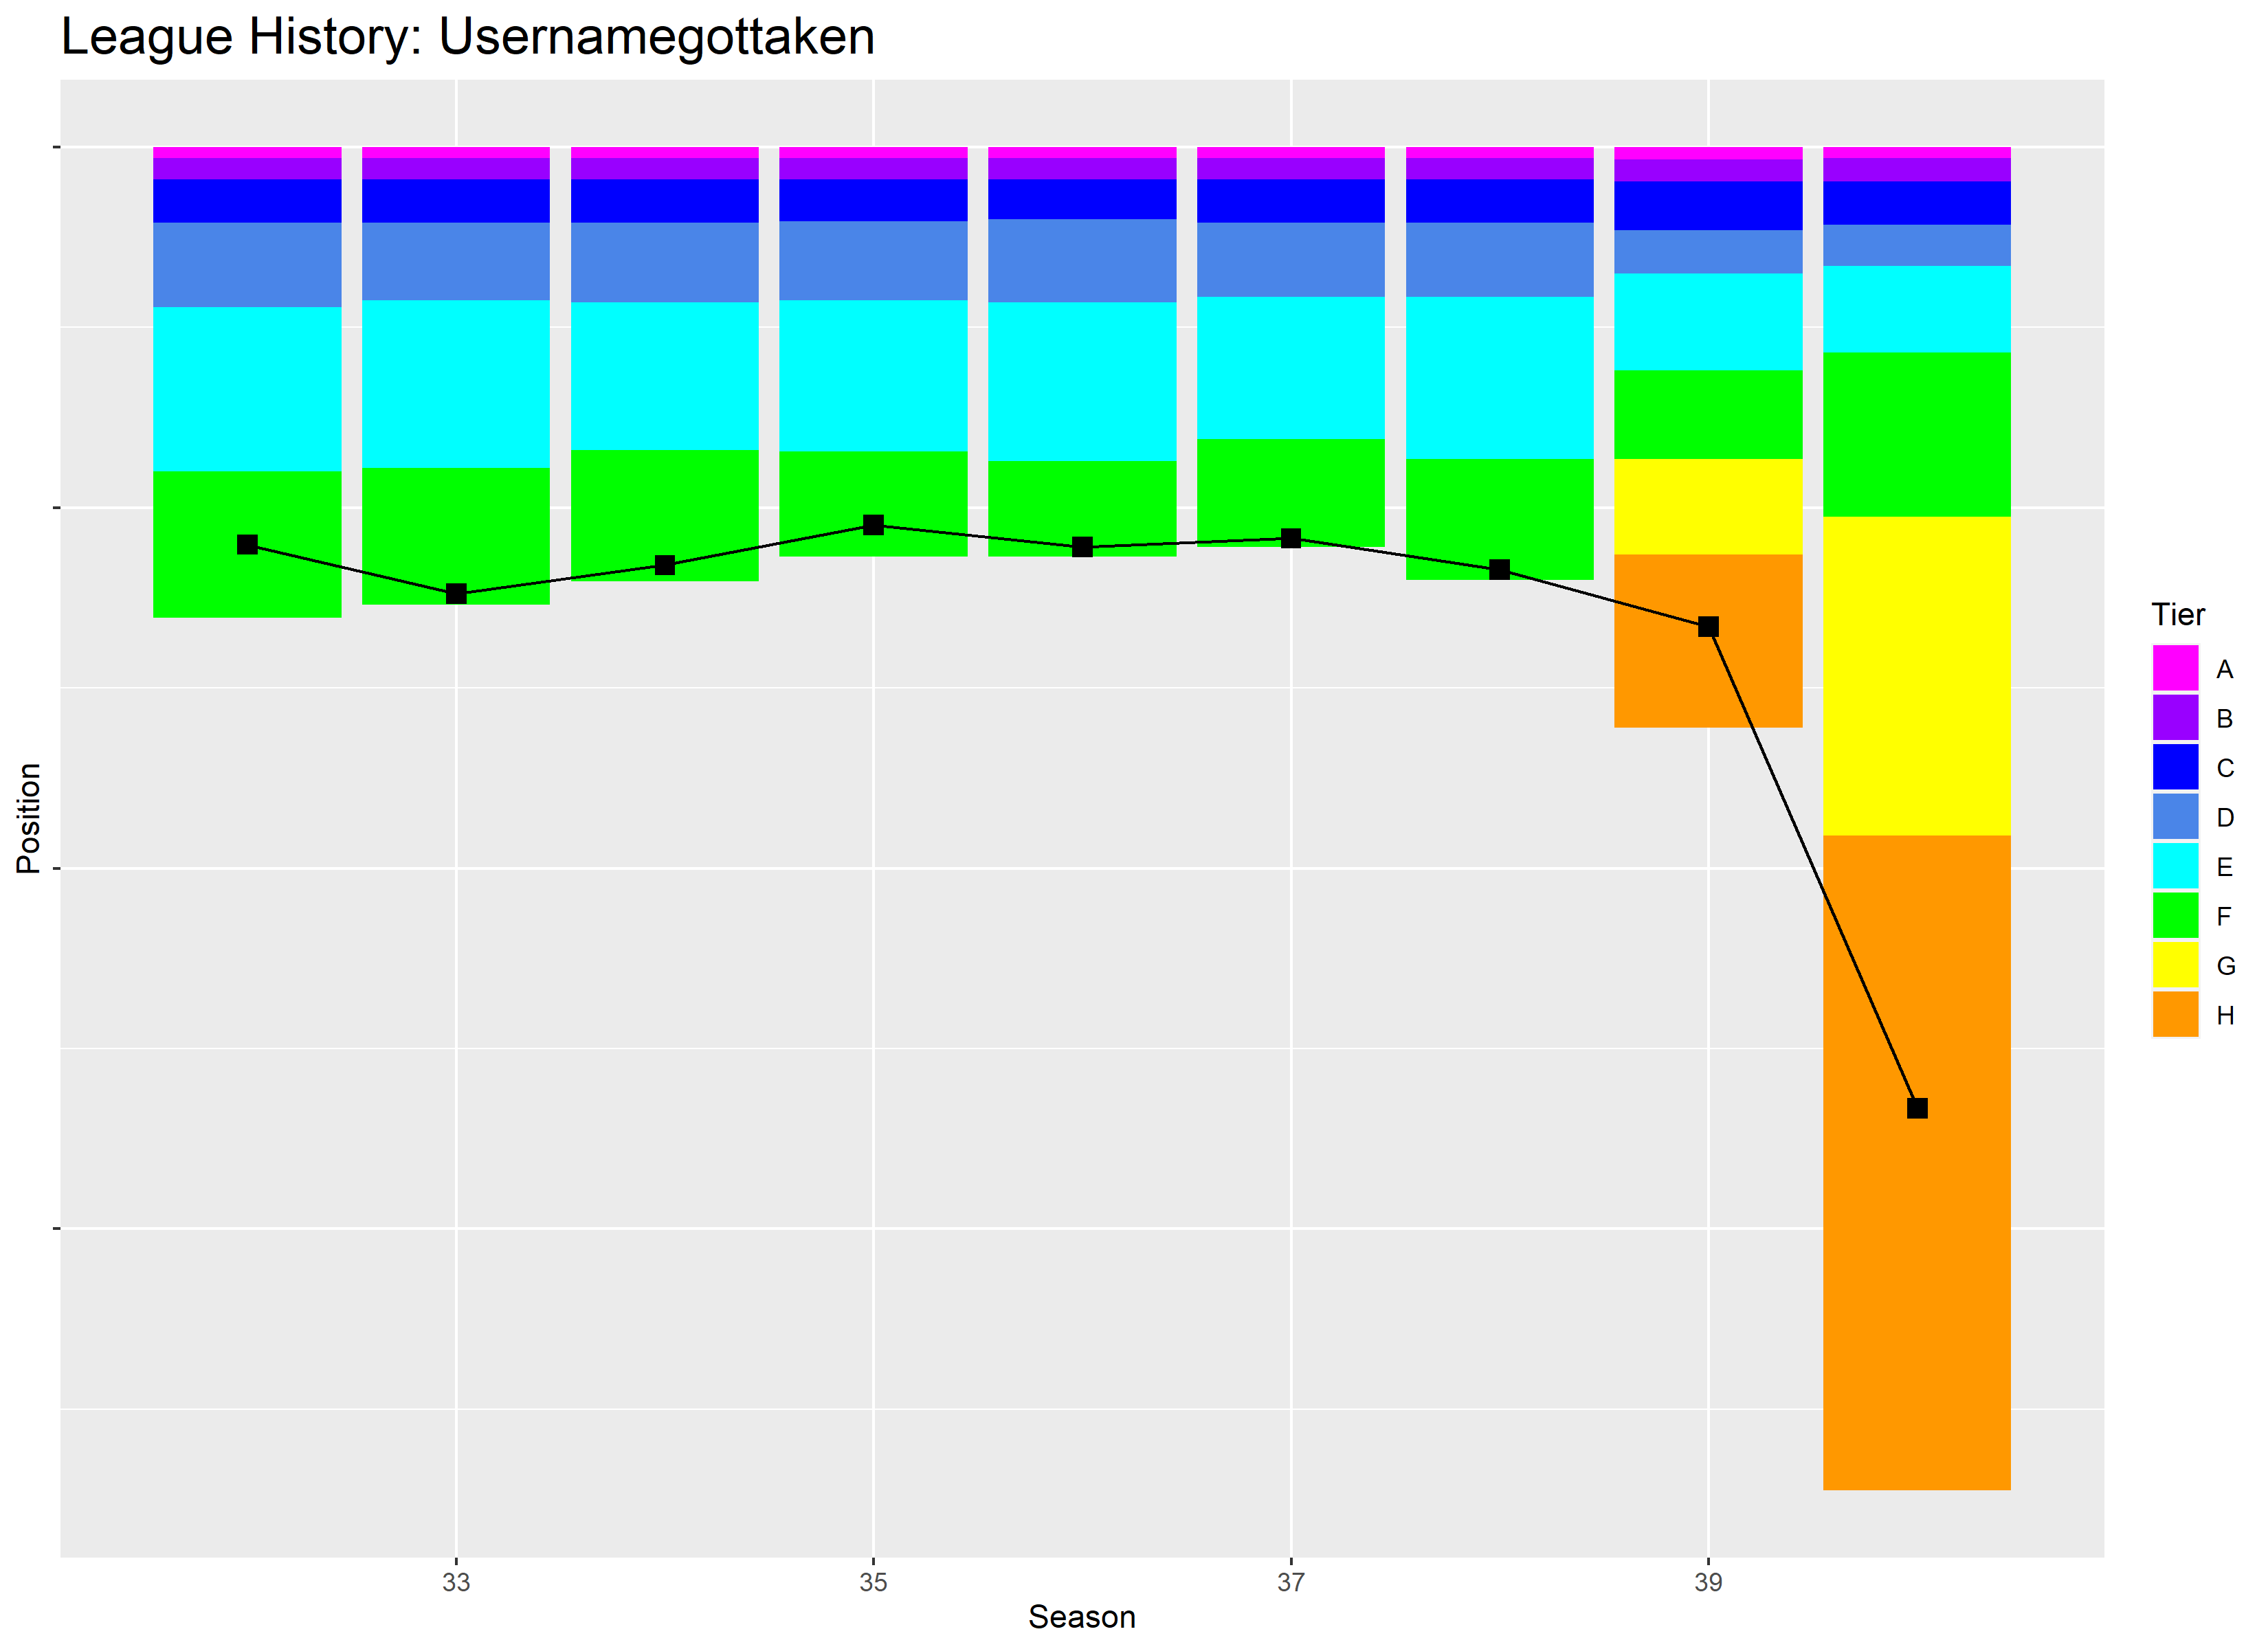 League History: Usernamegottaken
Position
33
35
37
39
Season
Tier
A
B
C
D
E
F
G
H